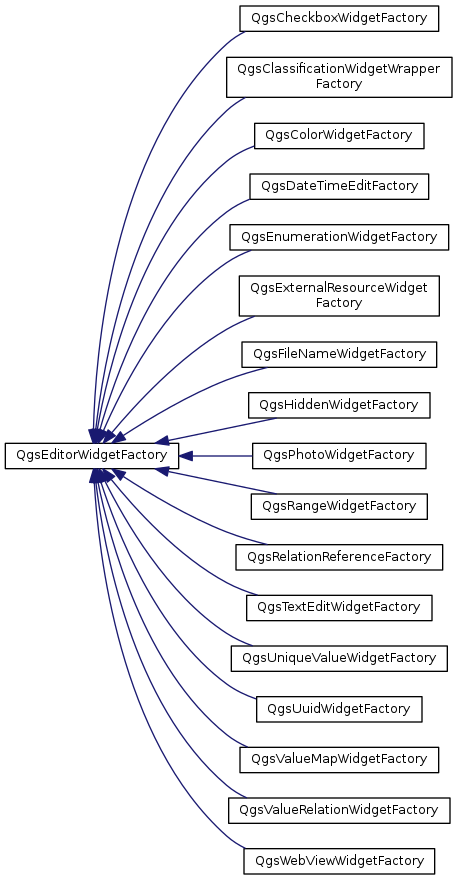 QgsCheckboxWidgetFactory
QgsClassificationWidgetWrapper
Factory
QgsColorWidgetFactory
QgsDateTimeEditFactory
QgsEnumerationWidgetFactory
QgsExternalResourceWidget
Factory
QgsFileNameWidgetFactory
QgsHiddenWidgetFactory
QgsEditorWidgetFactory
QgsPhotoWidgetFactory
QgsRangeWidgetFactory
QgsRelationReferenceFactory
QgsTextEditWidgetFactory
QgsUniqueValueWidgetFactory
QgsUuidWidgetFactory
QgsValueMapWidgetFactory
QgsValueRelationWidgetFactory
QgsWebViewWidgetFactory